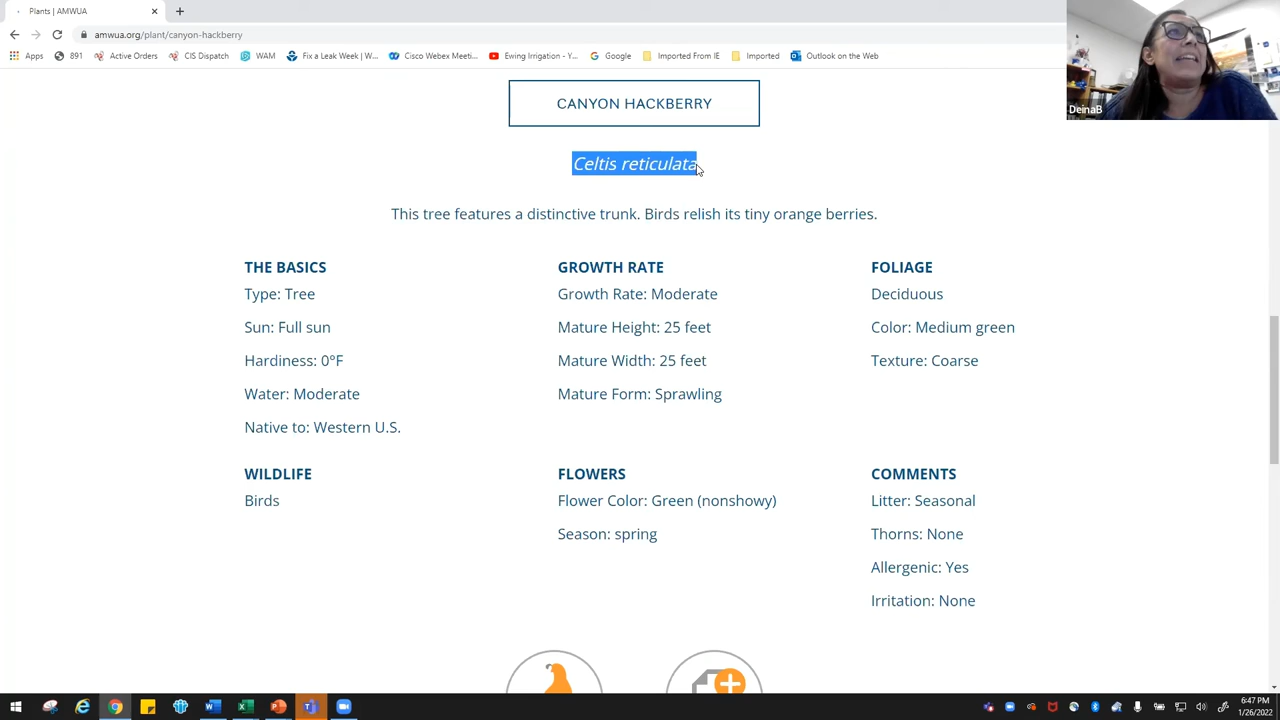 Plants | AMWUA
amwua.org/plant/canyon-hackberry
Apps 891 Active Orders CIS Dispatch WAM Fix a Leak Week | W... Cisco Webex Meeti... Ewing Irrigation - Y... Google Imported From IE Imported Outlook on the Web
DeinaB
CANYON HACKBERRY
Celtis reticulata
This tree features a distinctive trunk. Birds relish its tiny orange berries.
THE BASICS
Type: Tree
Sun: Full sun
Hardiness: 0°F
Water: Moderate
Native to: Western U.S.
GROWTH RATE
Growth Rate: Moderate
Mature Height: 25 feet
Mature Width: 25 feet
Mature Form: Sprawling
FOLIAGE
Deciduous
Color: Medium green
Texture: Coarse
WILDLIFE
Birds
FLOWERS
Flower Color: Green (nonshowy)
Season: spring
COMMENTS
Litter: Seasonal
Thorns: None
Allergenic: Yes
Irritation: None
6:47 PM
1/26/2022